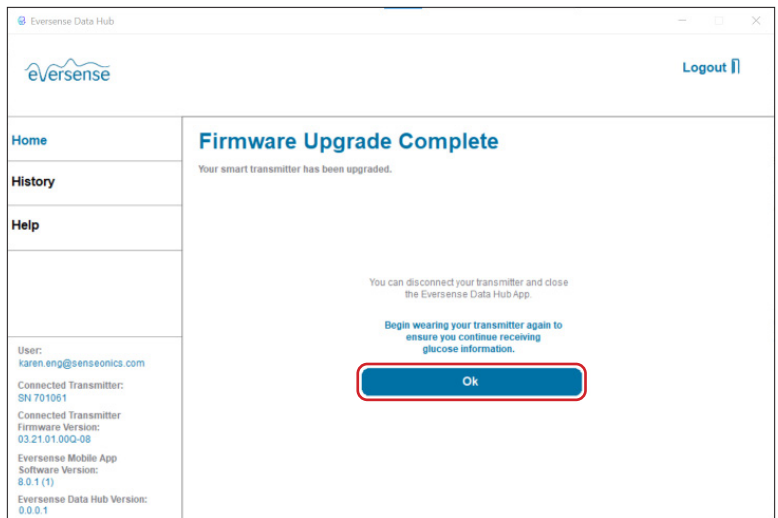 Eversense Data Hub
eversense
Logout
Home
History
Help
User:
karen.eng@senseonics.com
Connected Transmitter:
SN 701061
Connected Transmitter
Firmware Version:
03.21.01.00Q-08
Eversense Mobile App
Software Version:
8.0.1 (1)
Eversense Data Hub Version:
0.0.0.1
Firmware Upgrade Complete
Your smart transmitter has been upgraded.
You can disconnect your transmitter and close
the Eversense Data Hub App.
Begin wearing your transmitter again to
ensure you continue receiving
glucose information.
Ok